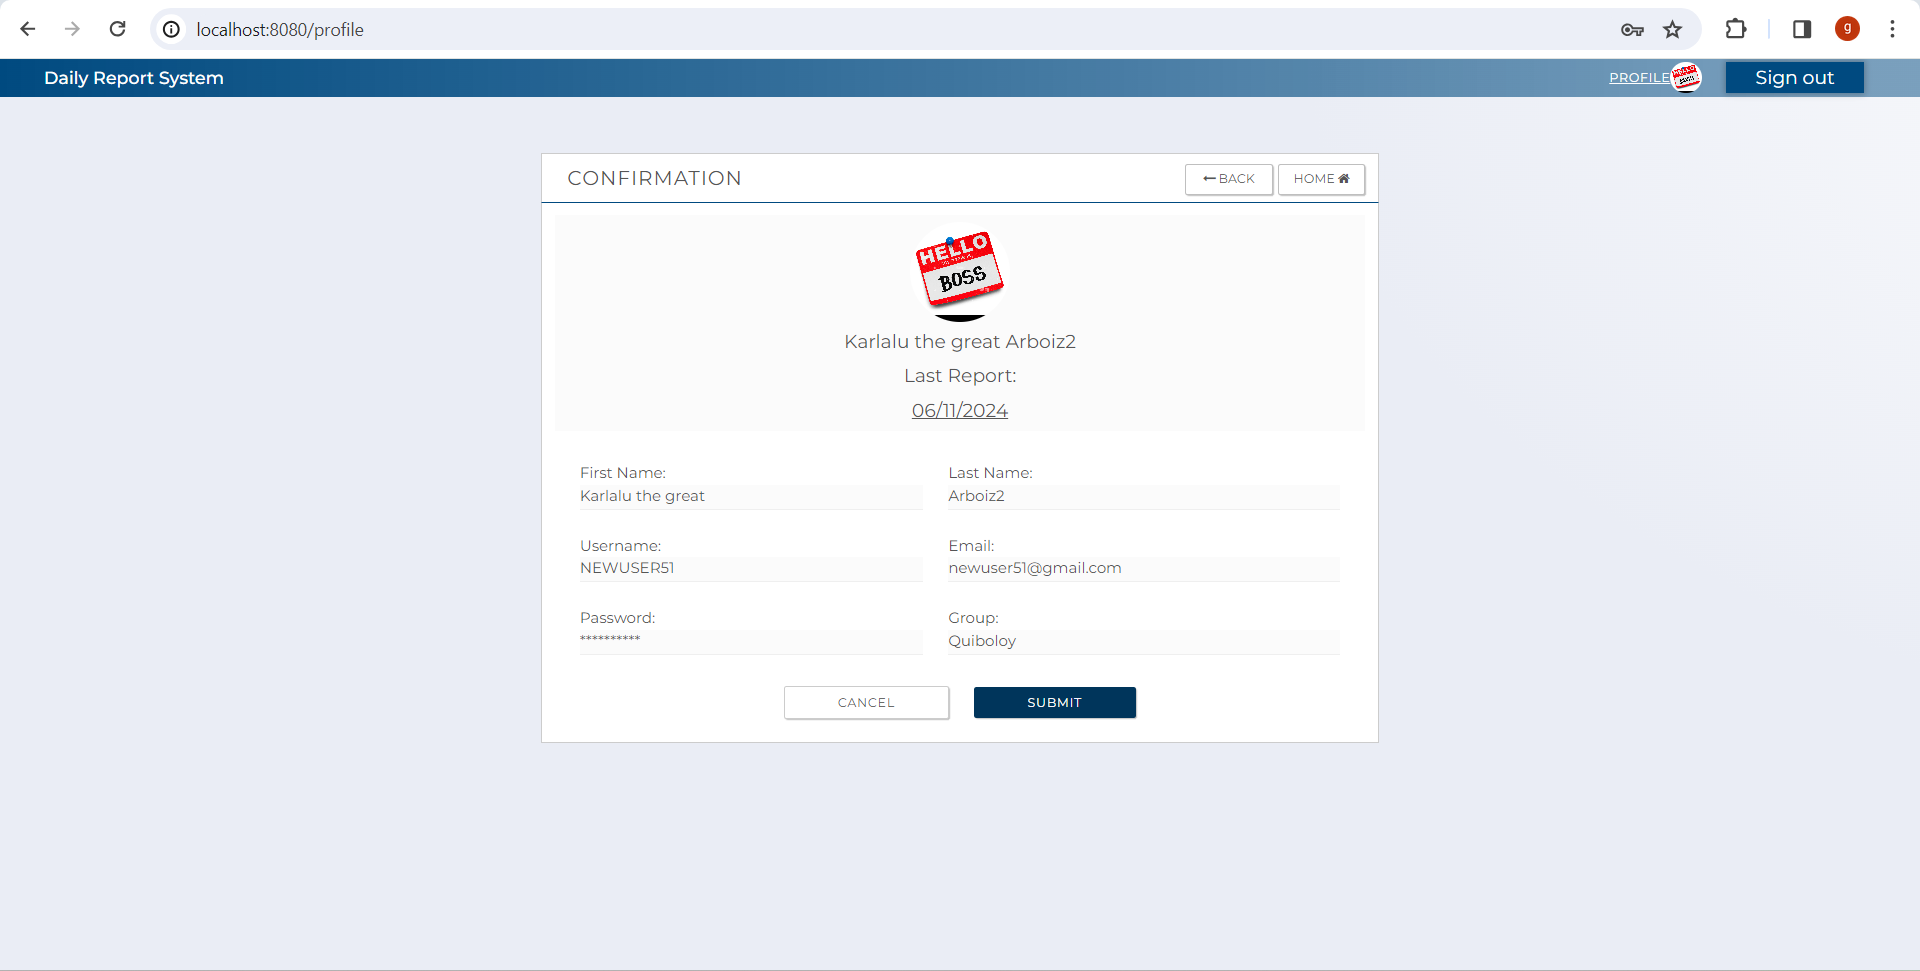 localhost:8080/profile
g
Daily Report System
PROFILE
HELLO
BOSS
Sign out
CONFIRMATION
BACK
HOME
HELLO
BOSS
Karlalu the great Arboiz2
Last Report:
06/11/2024
First Name:
Last Name:
Karlalu the great
Arboiz2
Username:
Email:
NEWUSER51
newuser51@gmail.com
Password:
Group:
**********
Quiboloy
CANCEL
SUBMIT